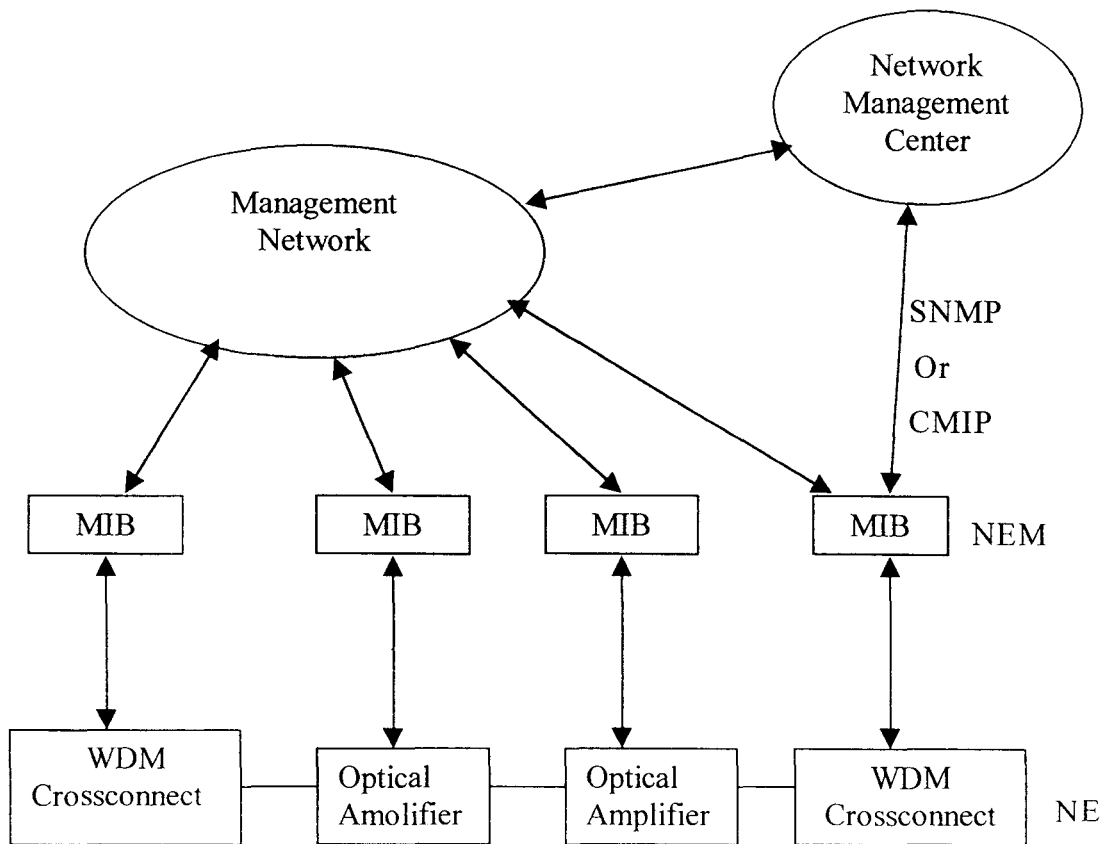 Network
Management
Center
Management
Network
SNMP
Or
CMIP
MIB
MIB
MIB
MIB
NEM
WDM
Crossconnect
Optical
Amolifier
Optical
Amplifier
WDM
Crossconnect
NE